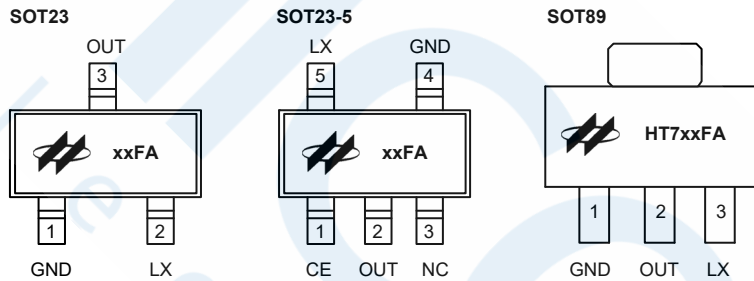 SOT23 SOT23-5 SOT89
OUT LX GND
3 5 4
xxFA xxFA HT7xxFA
1 2 1 2 3 1 2 3
GND LX CE OUT NC GND OUT LX